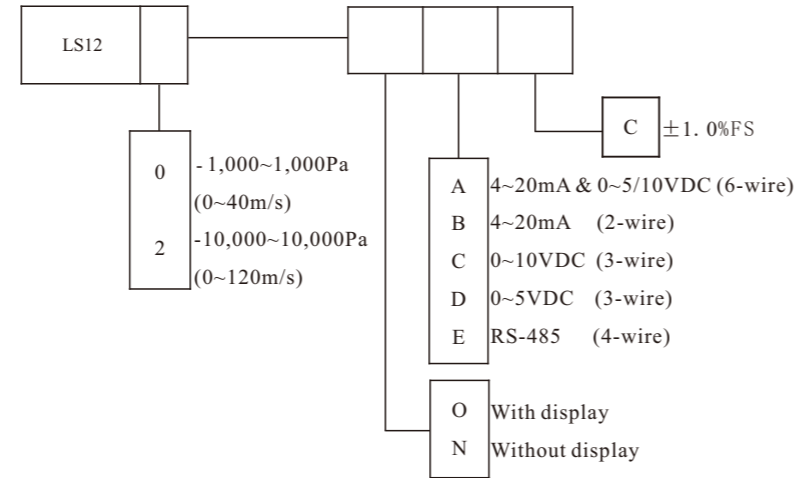 LS12
C ±1.0%FS
0 -1,000~1,000Pa
(0~40m/s)
2 -10,000~10,000Pa
(0~120m/s)
A 4~20mA & 0~5/10VDC (6-wire)
B 4~20mA (2-wire)
C 0~10VDC (3-wire)
D 0~5VDC (3-wire)
E RS-485 (4-wire)
O With display
N Without display